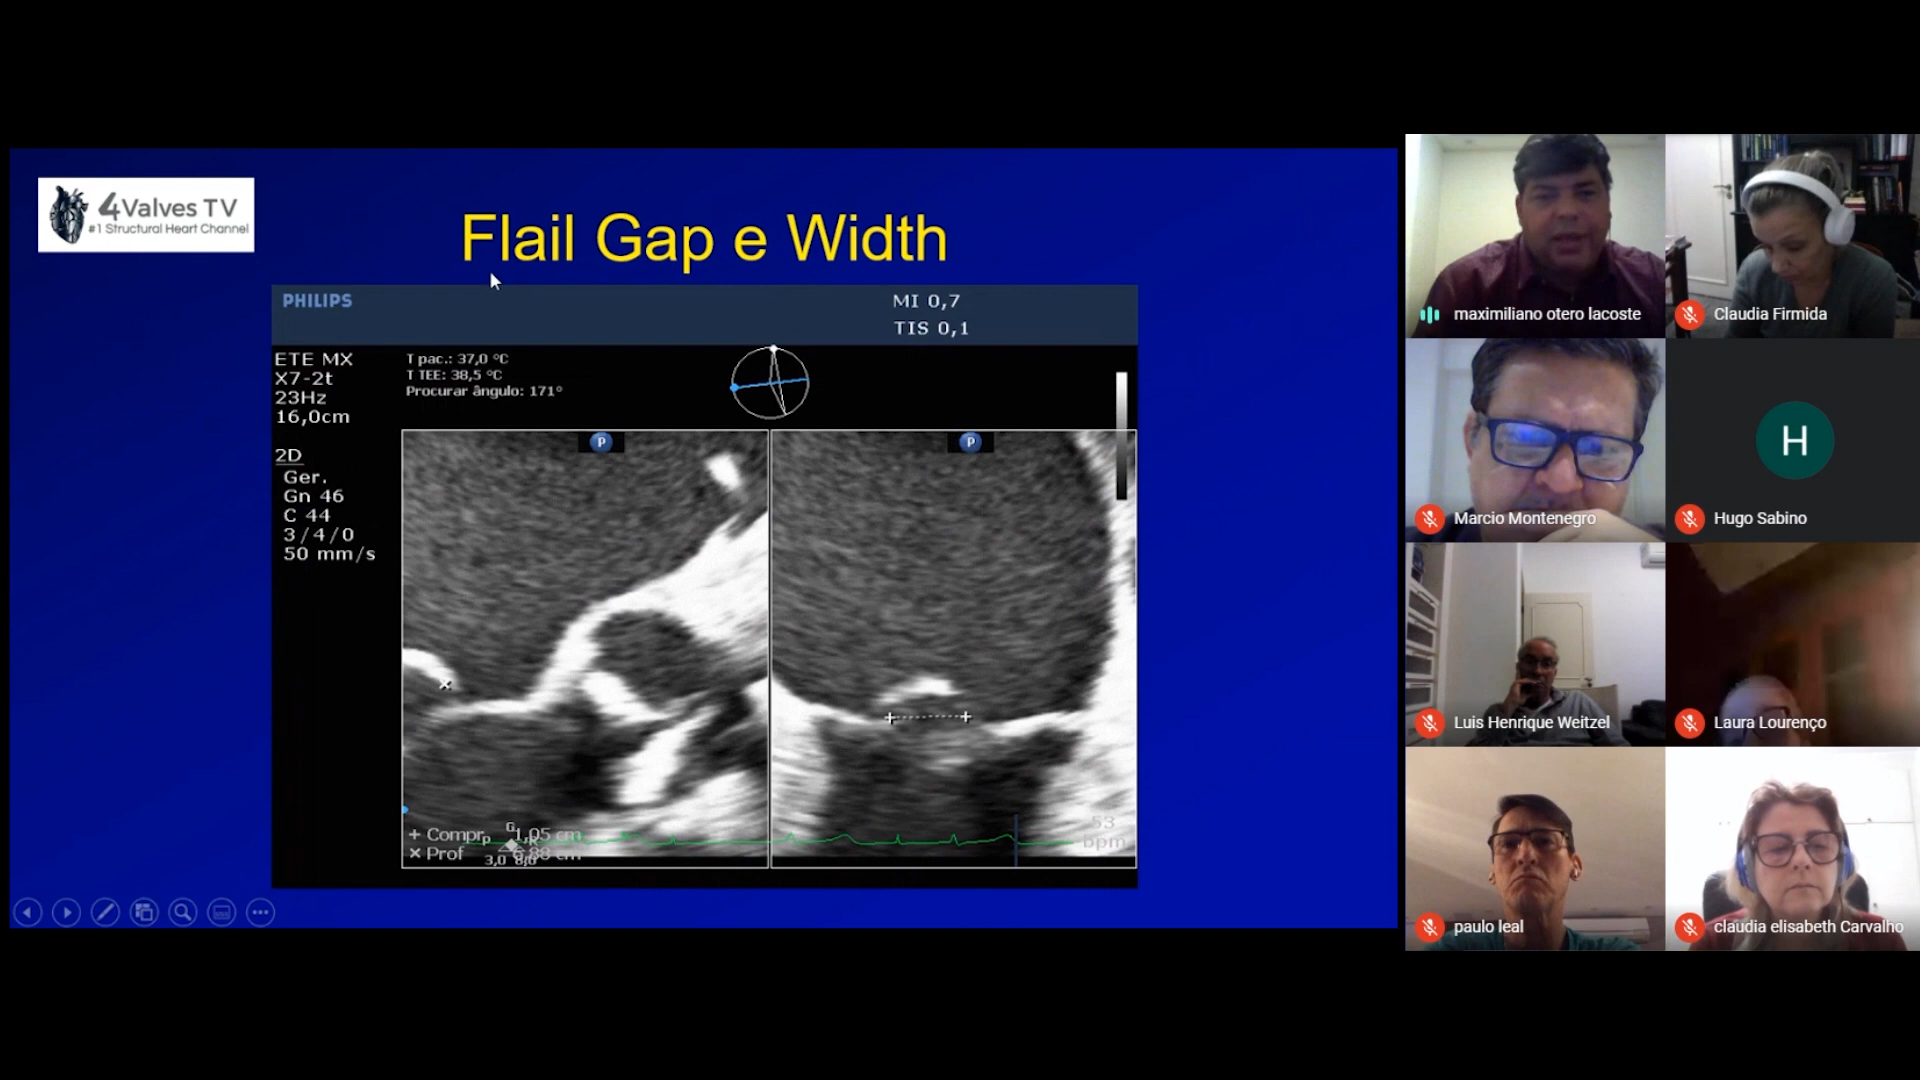 4Valves TV
#1 Structural Heart Channel
Flail Gap e Width
PHILIPS
MI 0,7
TIS 0,1
ETE MX
X7-2t
23Hz
16,0cm
2D
Ger.
Gn 46
C 44
3/4/0
50 mm/s
T pac.: 37,0 °C
T TEE: 38,5 °C
Procurar ângulo: 171°
P
P
+ Compr 1,05 cm
× Prof
53
bpm
maximiliano otero lacoste
Claudia Firmida
Marcio Montenegro
H
Hugo Sabino
Luis Henrique Weitzel
Laura Lourenço
paulo leal
claudia elisabeth Carvalho